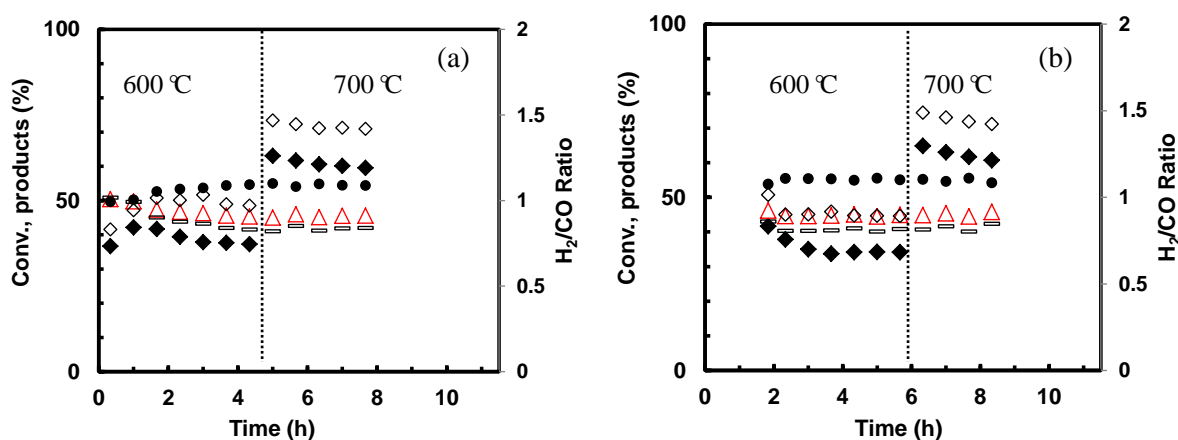 (a)
600 ℃
700 ℃
Conv., products (%)
100
50
0
0 2 4 6 8 10
Time (h)
2
1.5
1
0.5
0
H₂/CO Ratio
(b)
600 ℃
700 ℃
Conv., products (%)
100
50
0
0 2 4 6 8 10
Time (h)
2
1.5
1
0.5
0
H₂/CO Ratio